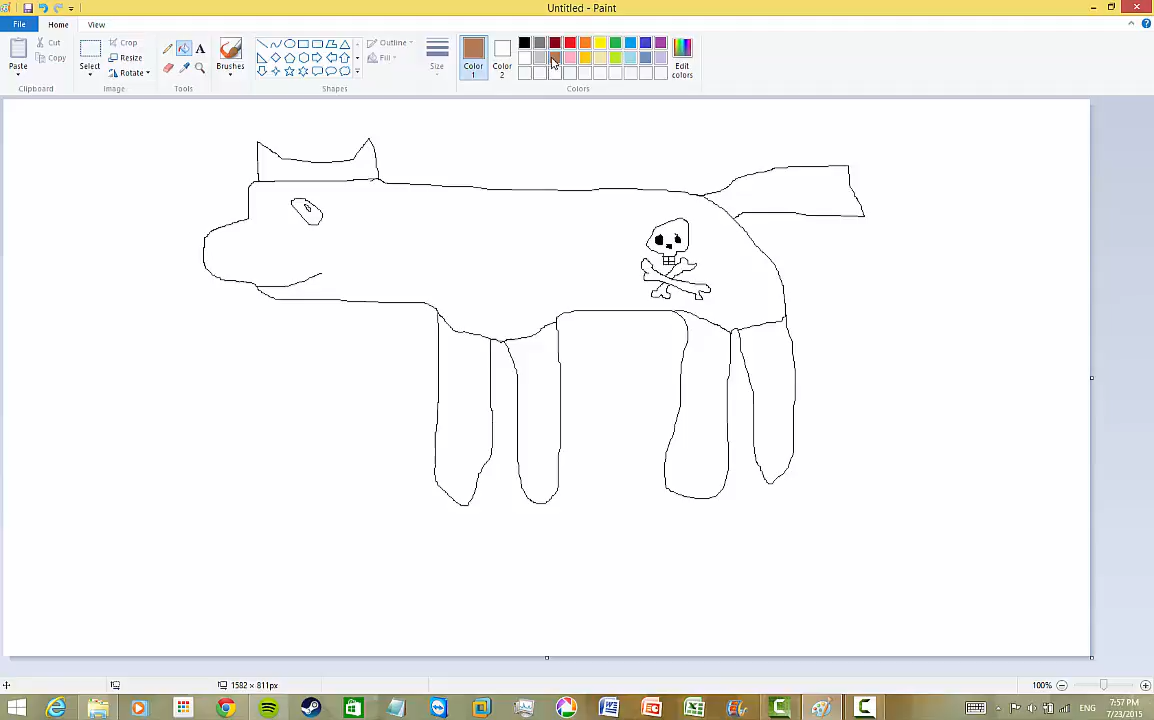 Untitled - Paint
File Home View
Paste
Cut
Copy
Clipboard
Select
Crop
Resize
Rotate
Image
A
Tools
Brushes
Outline
Fill
Shapes
Size
Color
1
Color
2
Edit
colors
Colors
1582 × 811px
100%
ENG
7:57 PM
7/23/2015